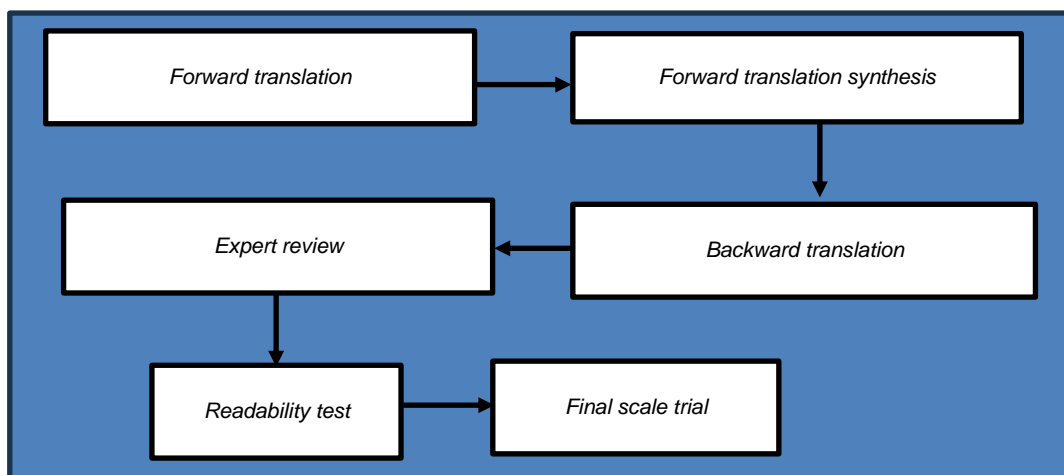 Forward translation
Forward translation synthesis
Backward translation
Expert review
Readability test
Final scale trial